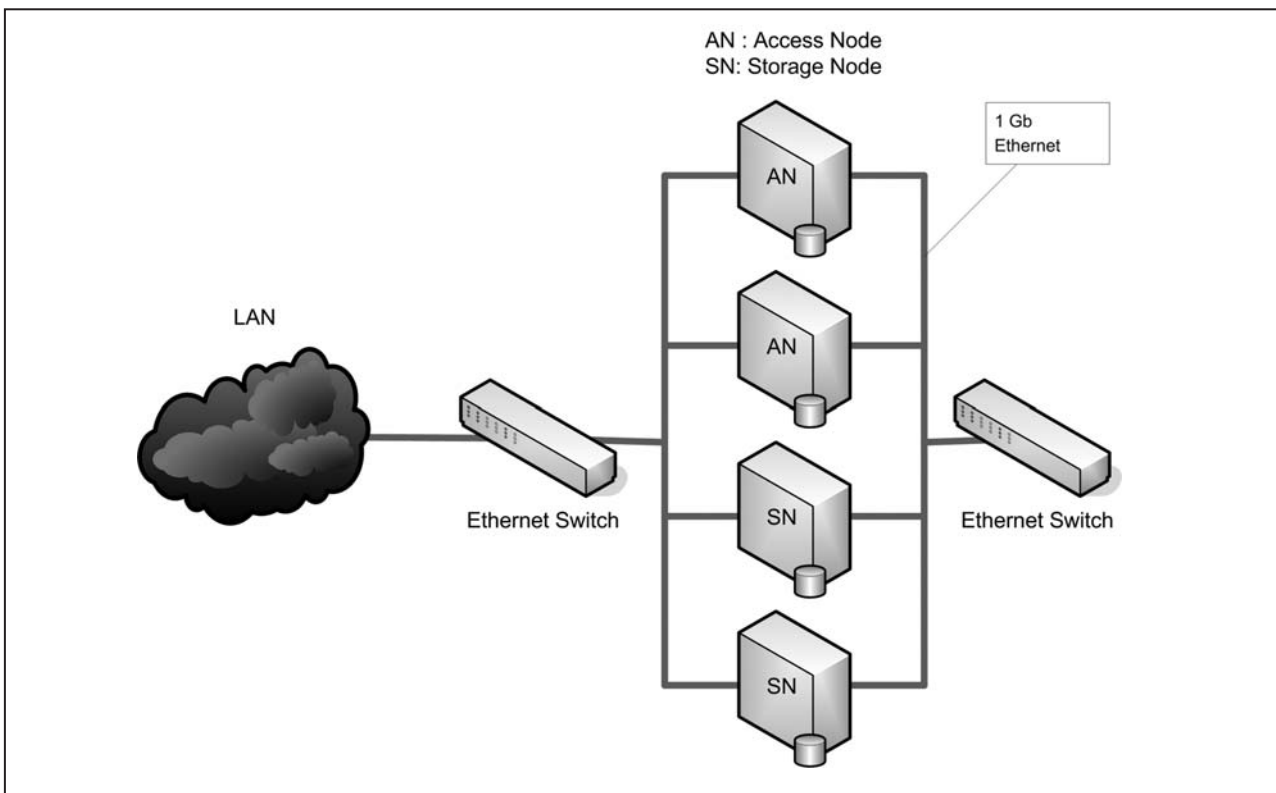 AN : Access Node
SN: Storage Node
1 Gb
Ethernet
AN
LAN
AN
Ethernet Switch
SN
Ethernet Switch
SN